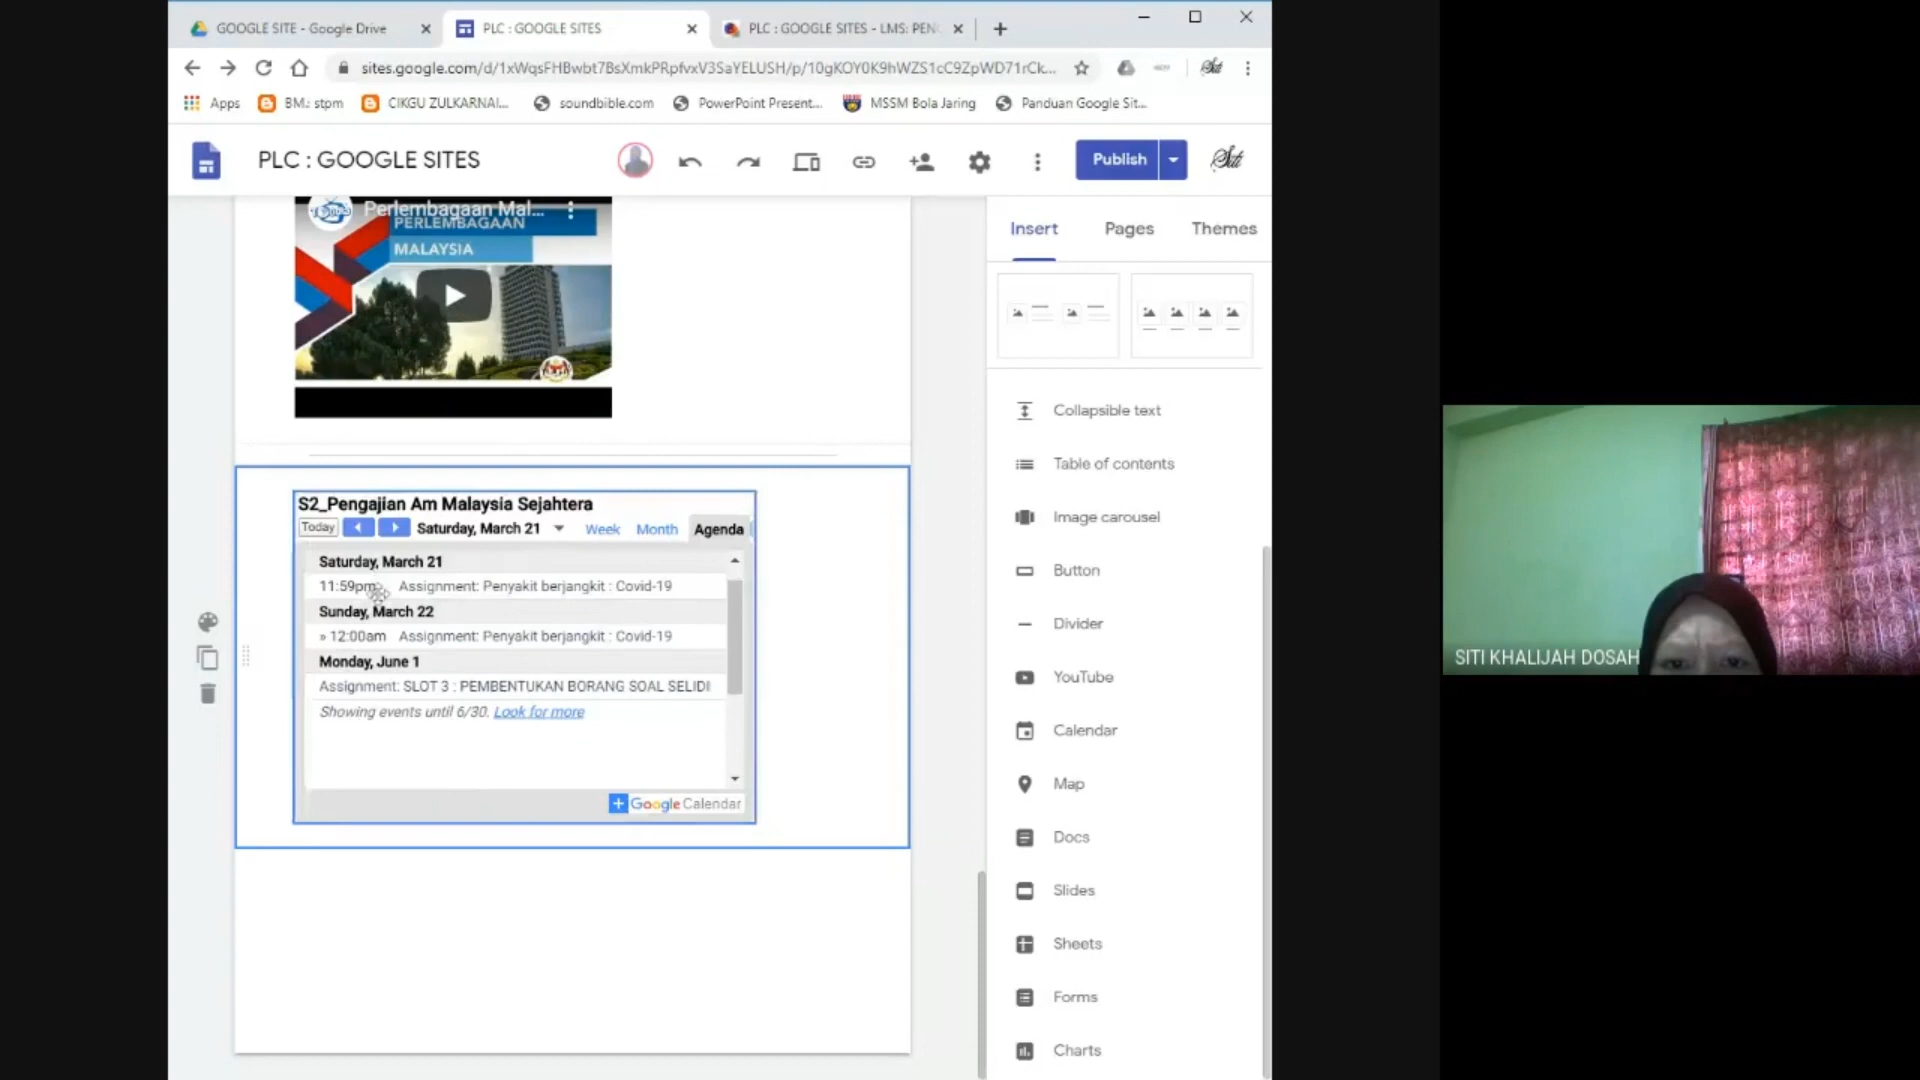 GOOGLE SITE - Google Drive
PLC : GOOGLE SITES
PLC : GOOGLE SITES - LMS: PEN
sites.google.com/d/1xWqsFHBwbt7BsXmkPRpfvxV3SaYELUSH/p/10gKOY0K9hWZS1cC9ZpWD71rCk...
Apps
BM.: stpm
CIKGU ZULKARNAI...
soundbible.com
PowerPoint Present...
MSSM Bola Jaring
Panduan Google Sit...
PLC : GOOGLE SITES
Publish
Siti
Insert
Pages
Themes
Perlembagaan Mal...
PERLEMBAGAAN
MALAYSIA
S2_Pengajian Am Malaysia Sejahtera
Today
Saturday, March 21
Week
Month
Agenda
Saturday, March 21
11:59pm Assignment: Penyakit berjangkit : Covid-19
Sunday, March 22
» 12:00am Assignment: Penyakit berjangkit : Covid-19
Monday, June 1
Assignment: SLOT 3 : PEMBENTUKAN BORANG SOAL SELIDI
Showing events until 6/30. Look for more
Google Calendar
Collapsible text
Table of contents
Image carousel
Button
Divider
YouTube
Calendar
Map
Docs
Slides
Sheets
Forms
Charts
SITI KHALIJAH DOSAH